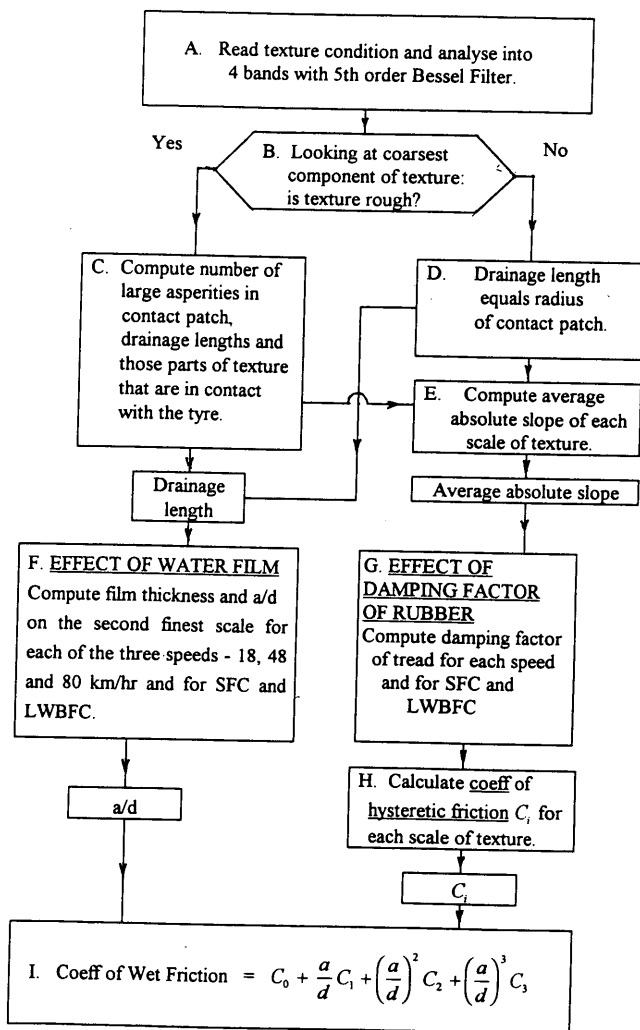 A. Read texture condition and analyse into
4 bands with 5th order Bessel Filter.
Yes
No
B. Looking at coarsest
component of texture:
is texture rough?
C. Compute number of
large asperities in
contact patch,
drainage lengths and
those parts of texture
that are in contact
with the tyre.
D. Drainage length
equals radius
of contact patch.
E. Compute average
absolute slope of each
scale of texture.
Drainage
length
Average absolute slope
F. EFFECT OF WATER FILM
Compute film thickness and a/d
on the second finest scale for
each of the three speeds - 18, 48
and 80 km/hr and for SFC and
LWBFC.
G. EFFECT OF
DAMPING FACTOR
OF RUBBER
Compute damping factor
of tread for each speed
and for SFC and
LWBFC
a/d
H. Calculate coeff of
hysteretic friction Cᵢ for
each scale of texture.
Cᵢ
I. Coeff of Wet Friction = C₀ + a/d C₁ + (a/d)² C₂ + (a/d)³ C₃